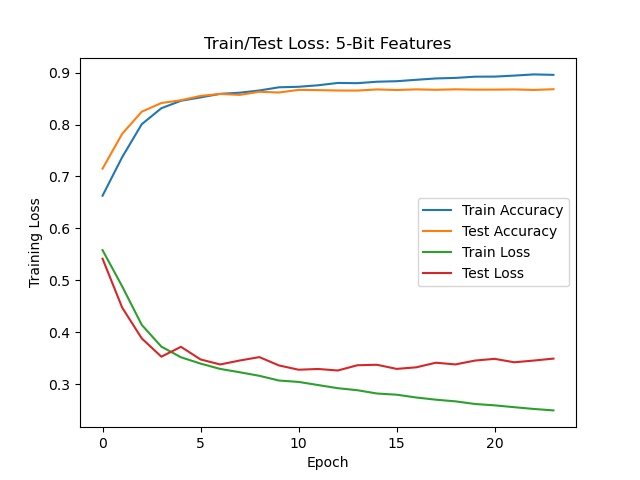 Train/Test Loss: 5-Bit Features
Training Loss
0.9
0.8
0.7
0.6
0.5
0.4
0.3
Train Accuracy
Test Accuracy
Train Loss
Test Loss
0 5 10 15 20
Epoch